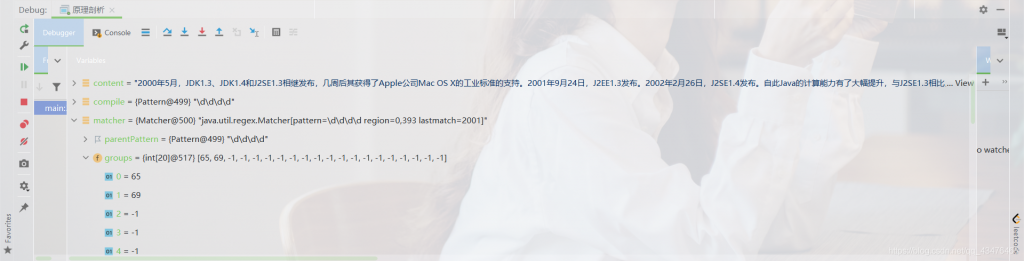 Debug: 原理剖析
Debugger Console
Variables
content = "2000年5月，JDK1.3、JDK1.4和J2SE1.3相继发布，几周后其获得了Apple公司Mac OS X的工业标准的支持。2001年9月24日，J2EE1.3发布。2002年2月26日，J2SE1.4发布。自此Java的计算能力有了大幅提升，与J2SE1.3相比 ... View
compile = {Pattern@499} "\d\d\d\d"
main:
matcher = {Matcher@500} "java.util.regex.Matcher[pattern=\d\d\d\d region=0,393 lastmatch=2001]"
parentPattern = {Pattern@499} "\d\d\d\d"
groups = {int[20]@517} [65, 69, -1, -1, -1, -1, -1, -1, -1, -1, -1, -1, -1, -1, -1, -1, -1, -1, -1, -1]
o watche
01 0 = 65
01 1 = 69
01 2 = -1
01 3 = -1
01 4 = -1
Favorites
leetcode